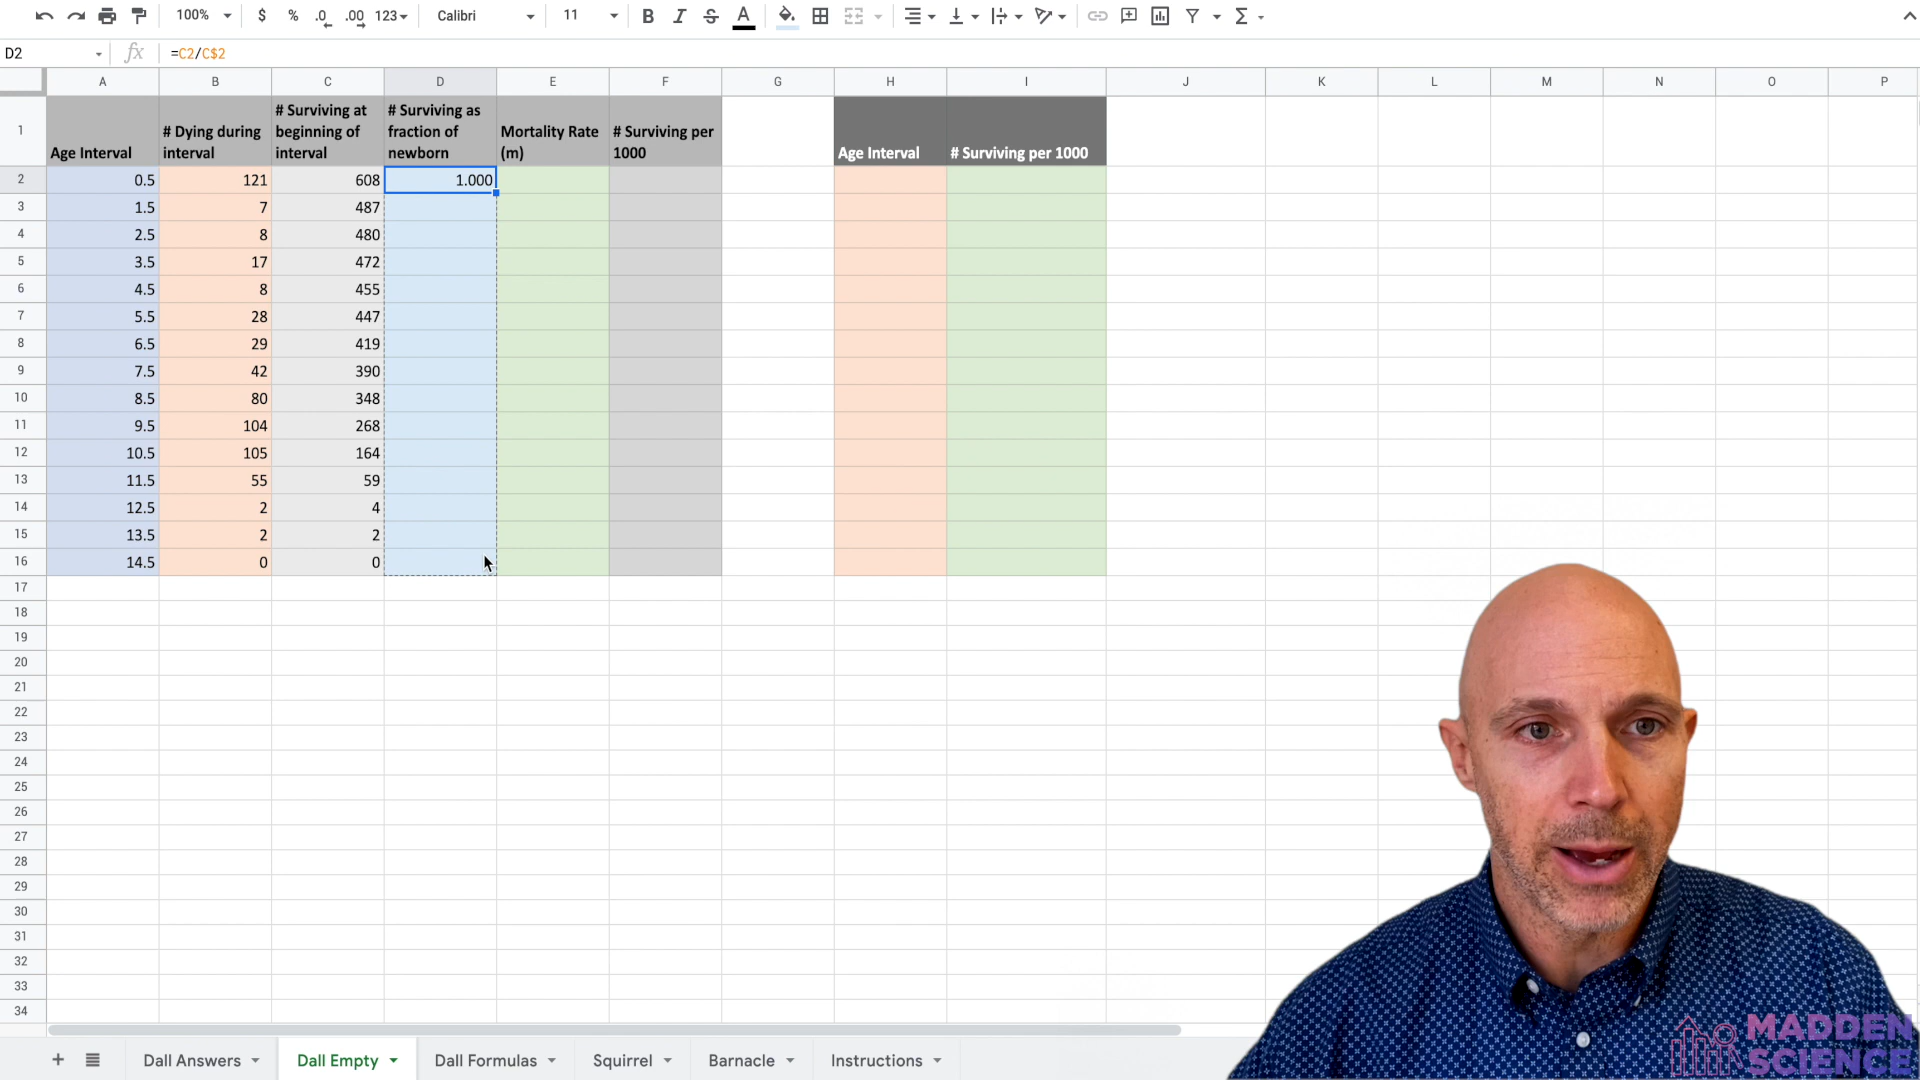 100% $ % .0 .00 123 Calibri 11 B I S A Σ
D2 fx =C2/C$2
A B C D E F G H I J K L M N O P
1 Age Interval # Dying during interval # Surviving at beginning of interval # Surviving as fraction of newborn Mortality Rate (m) # Surviving per 1000 Age Interval # Surviving per 1000
2 0.5 121 608 1.000
3 1.5 7 487
4 2.5 8 480
5 3.5 17 472
6 4.5 8 455
7 5.5 28 447
8 6.5 29 419
9 7.5 42 390
10 8.5 80 348
11 9.5 104 268
12 10.5 105 164
13 11.5 55 59
14 12.5 2 4
15 13.5 2 2
16 14.5 0 0
17
18
19
20
21
22
23
24
25
26
27
28
29
30
31
32
33
34
+ Dall Answers Dall Empty Dall Formulas Squirrel Barnacle Instructions
MADDEN
SCIENCE